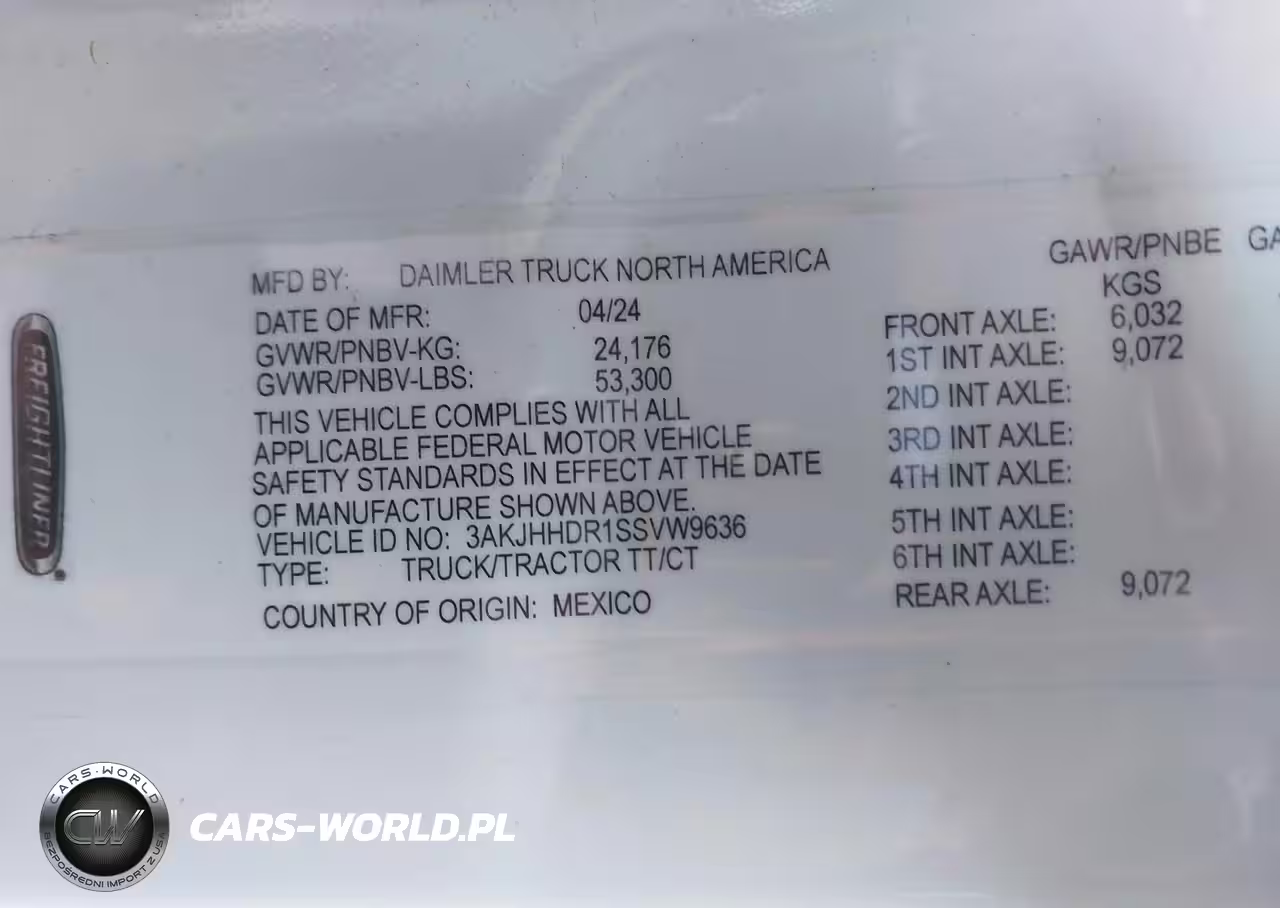 FREIGHTLINER
MFD BY: DAIMLER TRUCK NORTH AMERICA
DATE OF MFR: 04/24
GVWR/PNBV-KG: 24,176
GVWR/PNBV-LBS: 53,300
THIS VEHICLE COMPLIES WITH ALL
APPLICABLE FEDERAL MOTOR VEHICLE
SAFETY STANDARDS IN EFFECT AT THE DATE
OF MANUFACTURE SHOWN ABOVE.
VEHICLE ID NO: 3AKJHHDR1SSVW9636
TYPE: TRUCK/TRACTOR TT/CT
COUNTRY OF ORIGIN: MEXICO
GAWR/PNBE GA
KGS
FRONT AXLE: 6,032
1ST INT AXLE: 9,072
2ND INT AXLE:
3RD INT AXLE:
4TH INT AXLE:
5TH INT AXLE:
6TH INT AXLE:
REAR AXLE: 9,072
CARS-WORLD
CW
BEZPOŚREDNI IMPORT Z USA
CARS-WORLD.PL